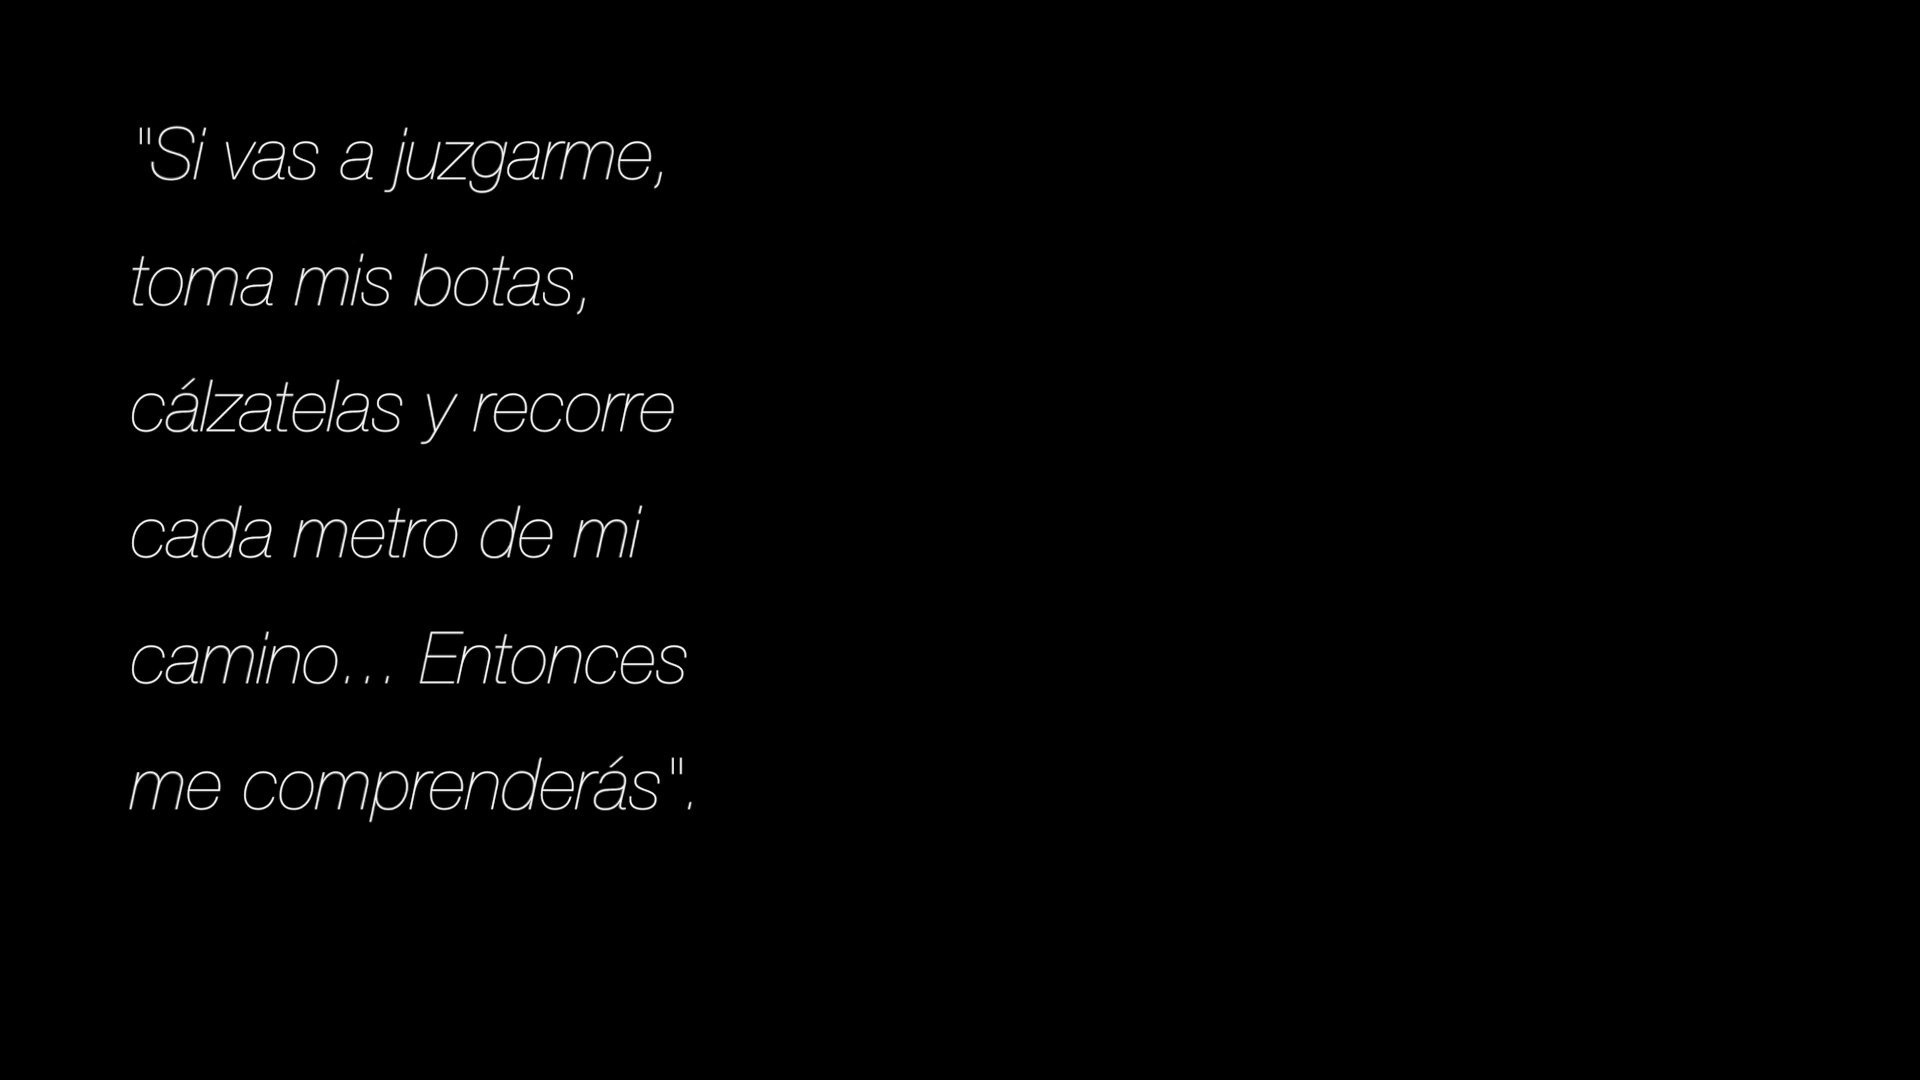 "Si vas a juzgarme,
toma mis botas,
cálzatelas y recorre
cada metro de mi
camino... Entonces
me comprenderás".